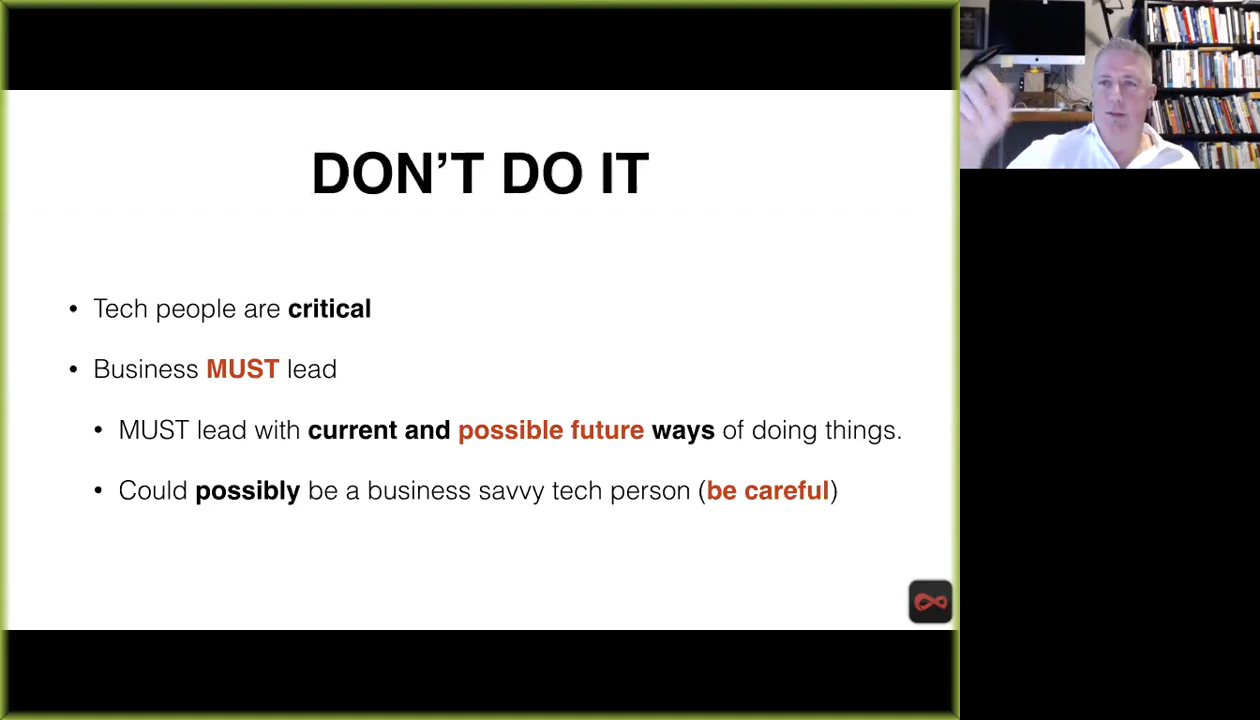 DON’T DO IT
• Tech people are critical
• Business MUST lead
• MUST lead with current and possible future ways of doing things.
• Could possibly be a business savvy tech person (be careful)